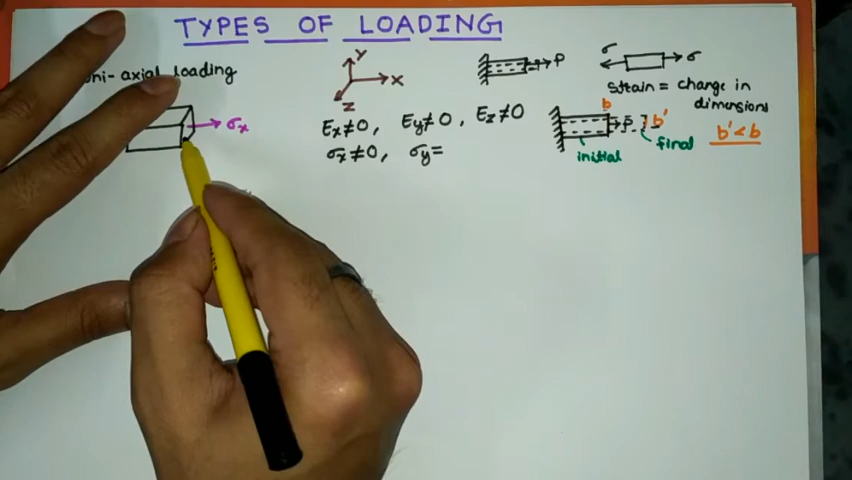 TYPES OF LOADING
ni-axial Loading
σx
Y
X
Z
P
σ
σ
Strain = change in
dimensions
Ex≠0, Ey≠0, Ez≠0
σx≠0, σy=
b
P
b'
b' < b
initial
final